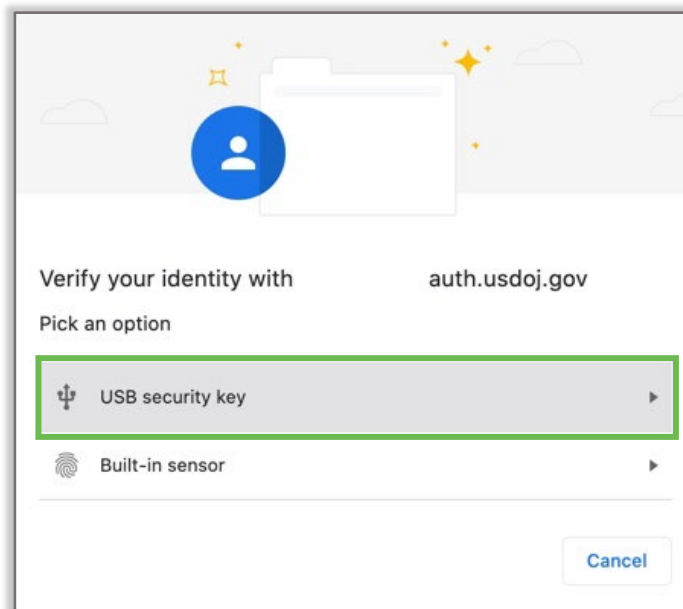 Verify your identity with auth.usdoj.gov
Pick an option
USB security key
Built-in sensor
Cancel